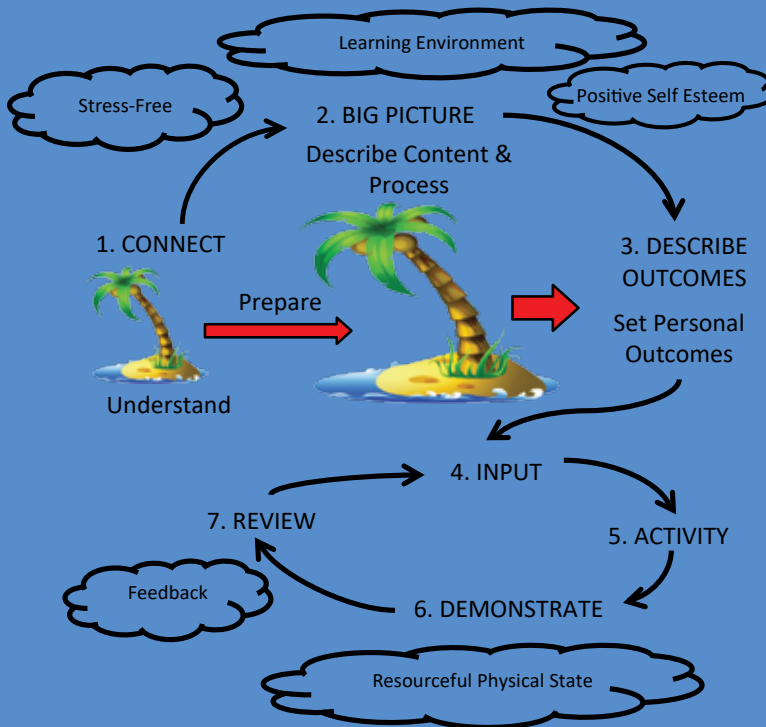 Learning Environment
Stress-Free
Positive Self Esteem
2. BIG PICTURE
Describe Content &
Process
1. CONNECT
3. DESCRIBE
OUTCOMES
Prepare
Set Personal
Outcomes
Understand
4. INPUT
7. REVIEW
5. ACTIVITY
Feedback
6. DEMONSTRATE
Resourceful Physical State